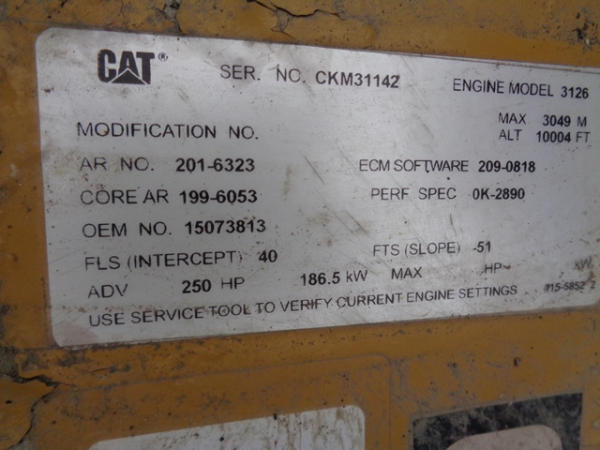 CAT® SER. NO. CKM31142 ENGINE MODEL 3126
MAX 3049 M
MODIFICATION NO. ALT 10004 FT
AR NO. 201-6323 ECM SOFTWARE 209-0818
CORE AR 199-6053 PERF SPEC 0K-2890
OEM NO. 15073813
FLS (INTERCEPT) 40 FTS (SLOPE) -51
ADV 250 HP 186.5 kW MAX HP kW
USE SERVICE TOOL TO VERIFY CURRENT ENGINE SETTINGS